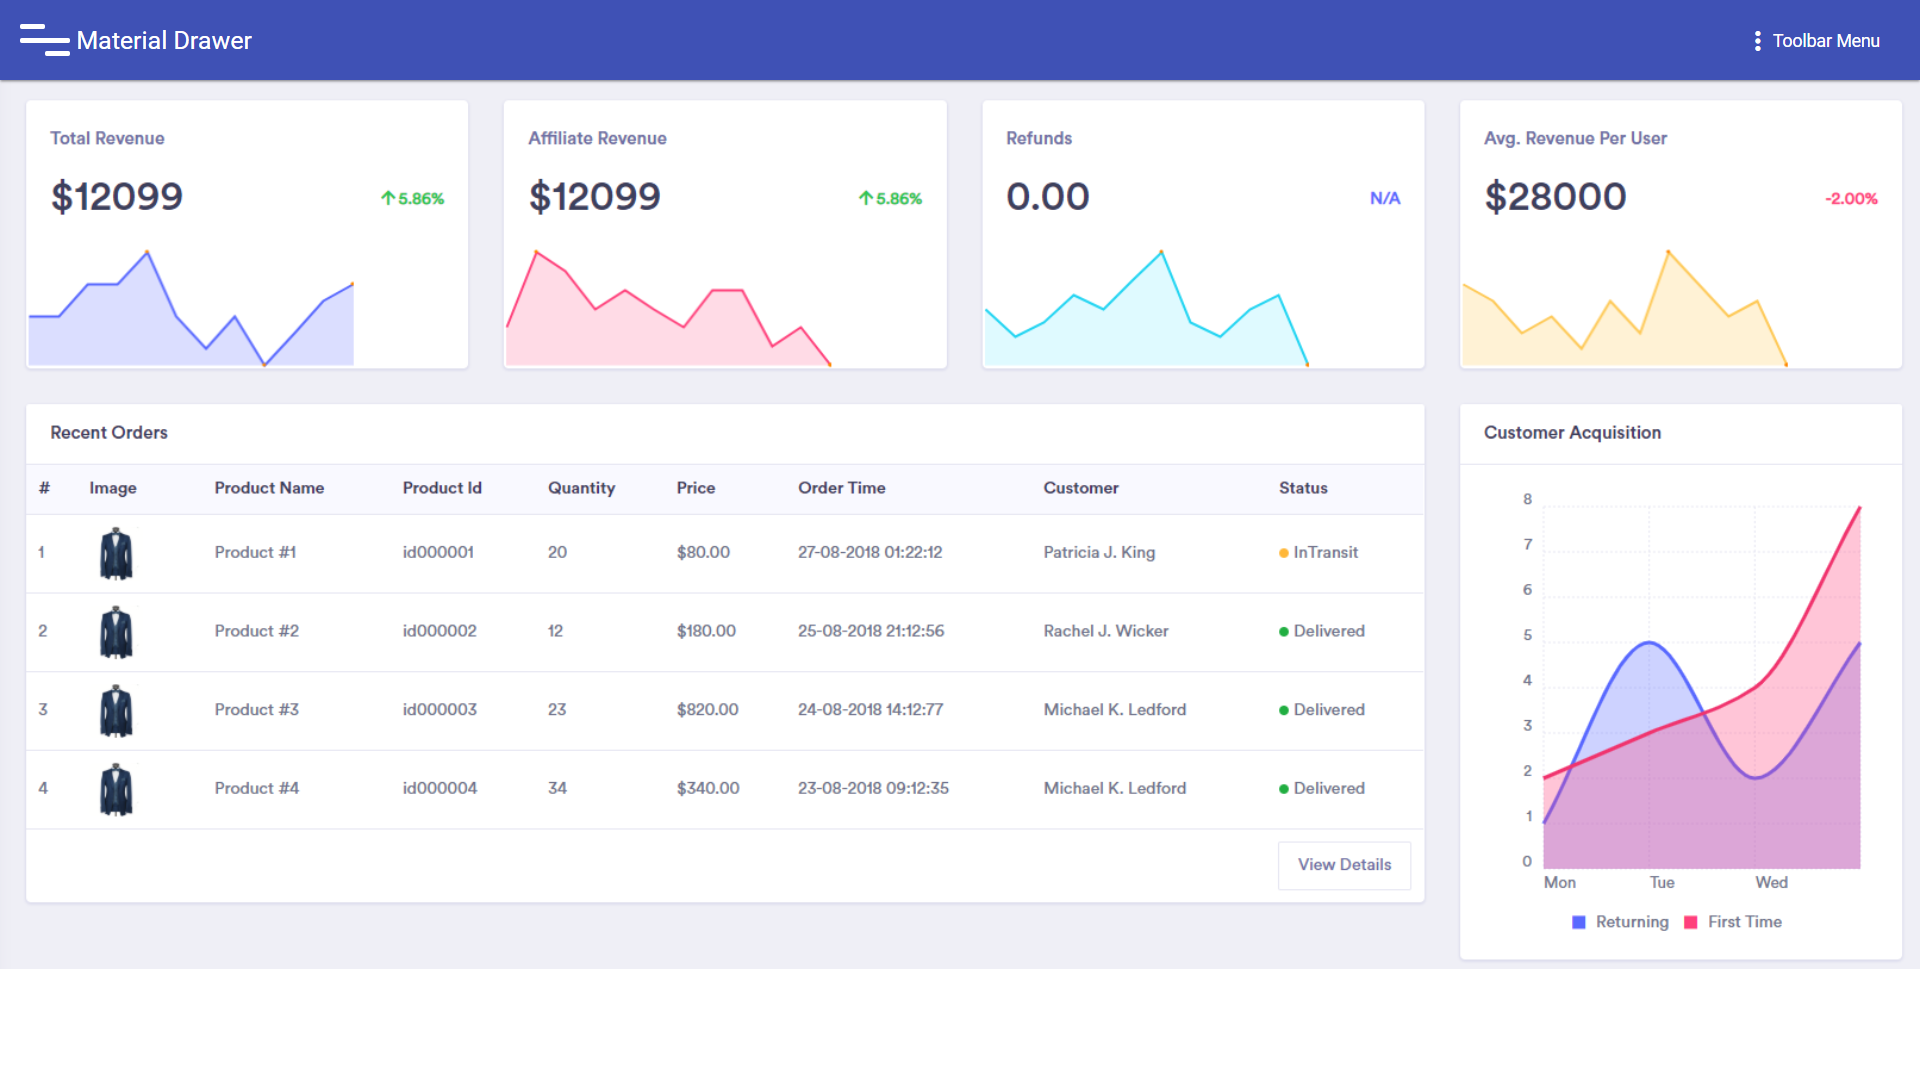 Material Drawer
Toolbar Menu
Total Revenue
$12099
5.86%
Affiliate Revenue
$12099
5.86%
Refunds
0.00
N/A
Avg. Revenue Per User
$28000
-2.00%
Recent Orders
# Image Product Name Product Id Quantity Price Order Time Customer Status
1 Product #1 id000001 20 $80.00 27-08-2018 01:22:12 Patricia J. King InTransit
2 Product #2 id000002 12 $180.00 25-08-2018 21:12:56 Rachel J. Wicker Delivered
3 Product #3 id000003 23 $820.00 24-08-2018 14:12:77 Michael K. Ledford Delivered
4 Product #4 id000004 34 $340.00 23-08-2018 09:12:35 Michael K. Ledford Delivered
View Details
Customer Acquisition
8
7
6
5
4
3
2
1
0
Mon Tue Wed
Returning First Time